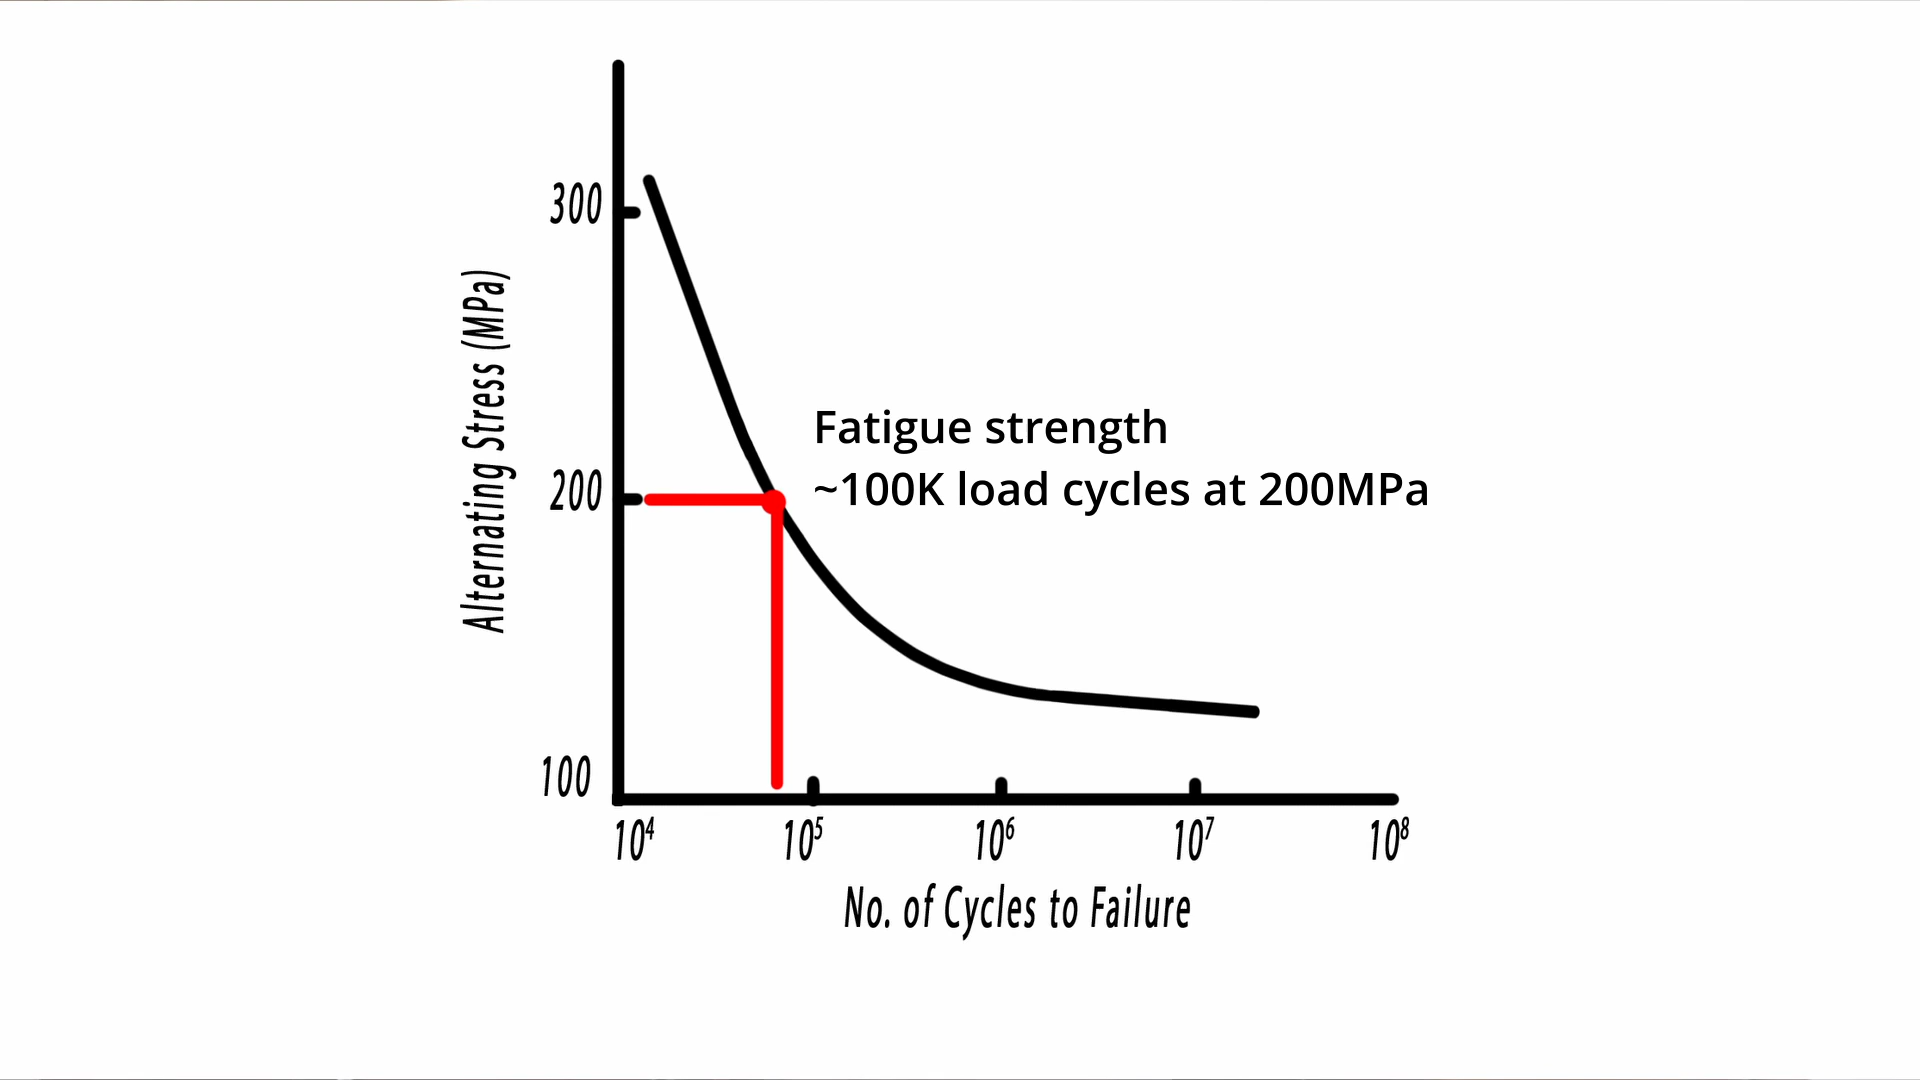 300
200
100
Alternating Stress (MPa)
Fatigue strength
~100K load cycles at 200MPa
10⁴ 10⁵ 10⁶ 10⁷ 10⁸
No. of Cycles to Failure